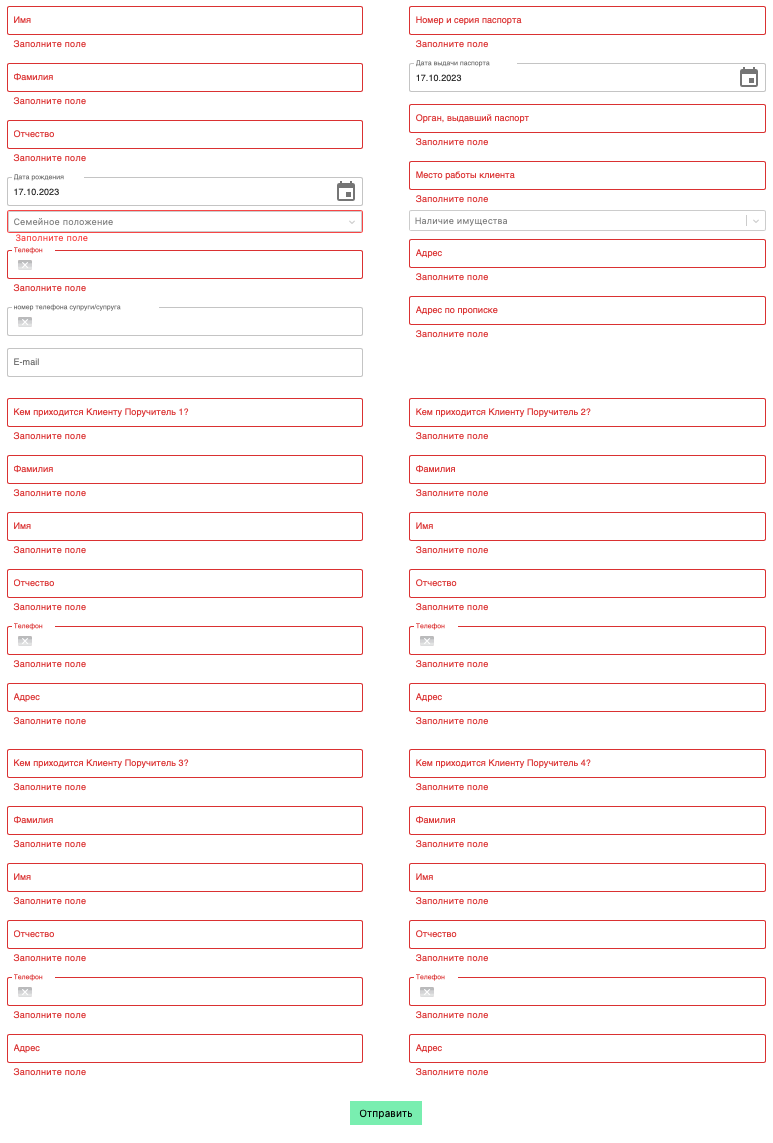 Имя
Заполните поле
Фамилия
Заполните поле
Отчество
Заполните поле
Дата рождения
17.10.2023
Семейное положение
Заполните поле
Телефон
Заполните поле
номер телефона супруги/супруга
E-mail
Номер и серия паспорта
Заполните поле
Дата выдачи паспорта
17.10.2023
Орган, выдавший паспорт
Заполните поле
Место работы клиента
Заполните поле
Наличие имущества
Адрес
Заполните поле
Адрес по прописке
Заполните поле
Кем приходится Клиенту Поручитель 1?
Заполните поле
Фамилия
Заполните поле
Имя
Заполните поле
Отчество
Заполните поле
Телефон
Заполните поле
Адрес
Заполните поле
Кем приходится Клиенту Поручитель 2?
Заполните поле
Фамилия
Заполните поле
Имя
Заполните поле
Отчество
Заполните поле
Телефон
Заполните поле
Адрес
Заполните поле
Кем приходится Клиенту Поручитель 3?
Заполните поле
Фамилия
Заполните поле
Имя
Заполните поле
Отчество
Заполните поле
Телефон
Заполните поле
Адрес
Заполните поле
Кем приходится Клиенту Поручитель 4?
Заполните поле
Фамилия
Заполните поле
Имя
Заполните поле
Отчество
Заполните поле
Телефон
Заполните поле
Адрес
Заполните поле
Отправить